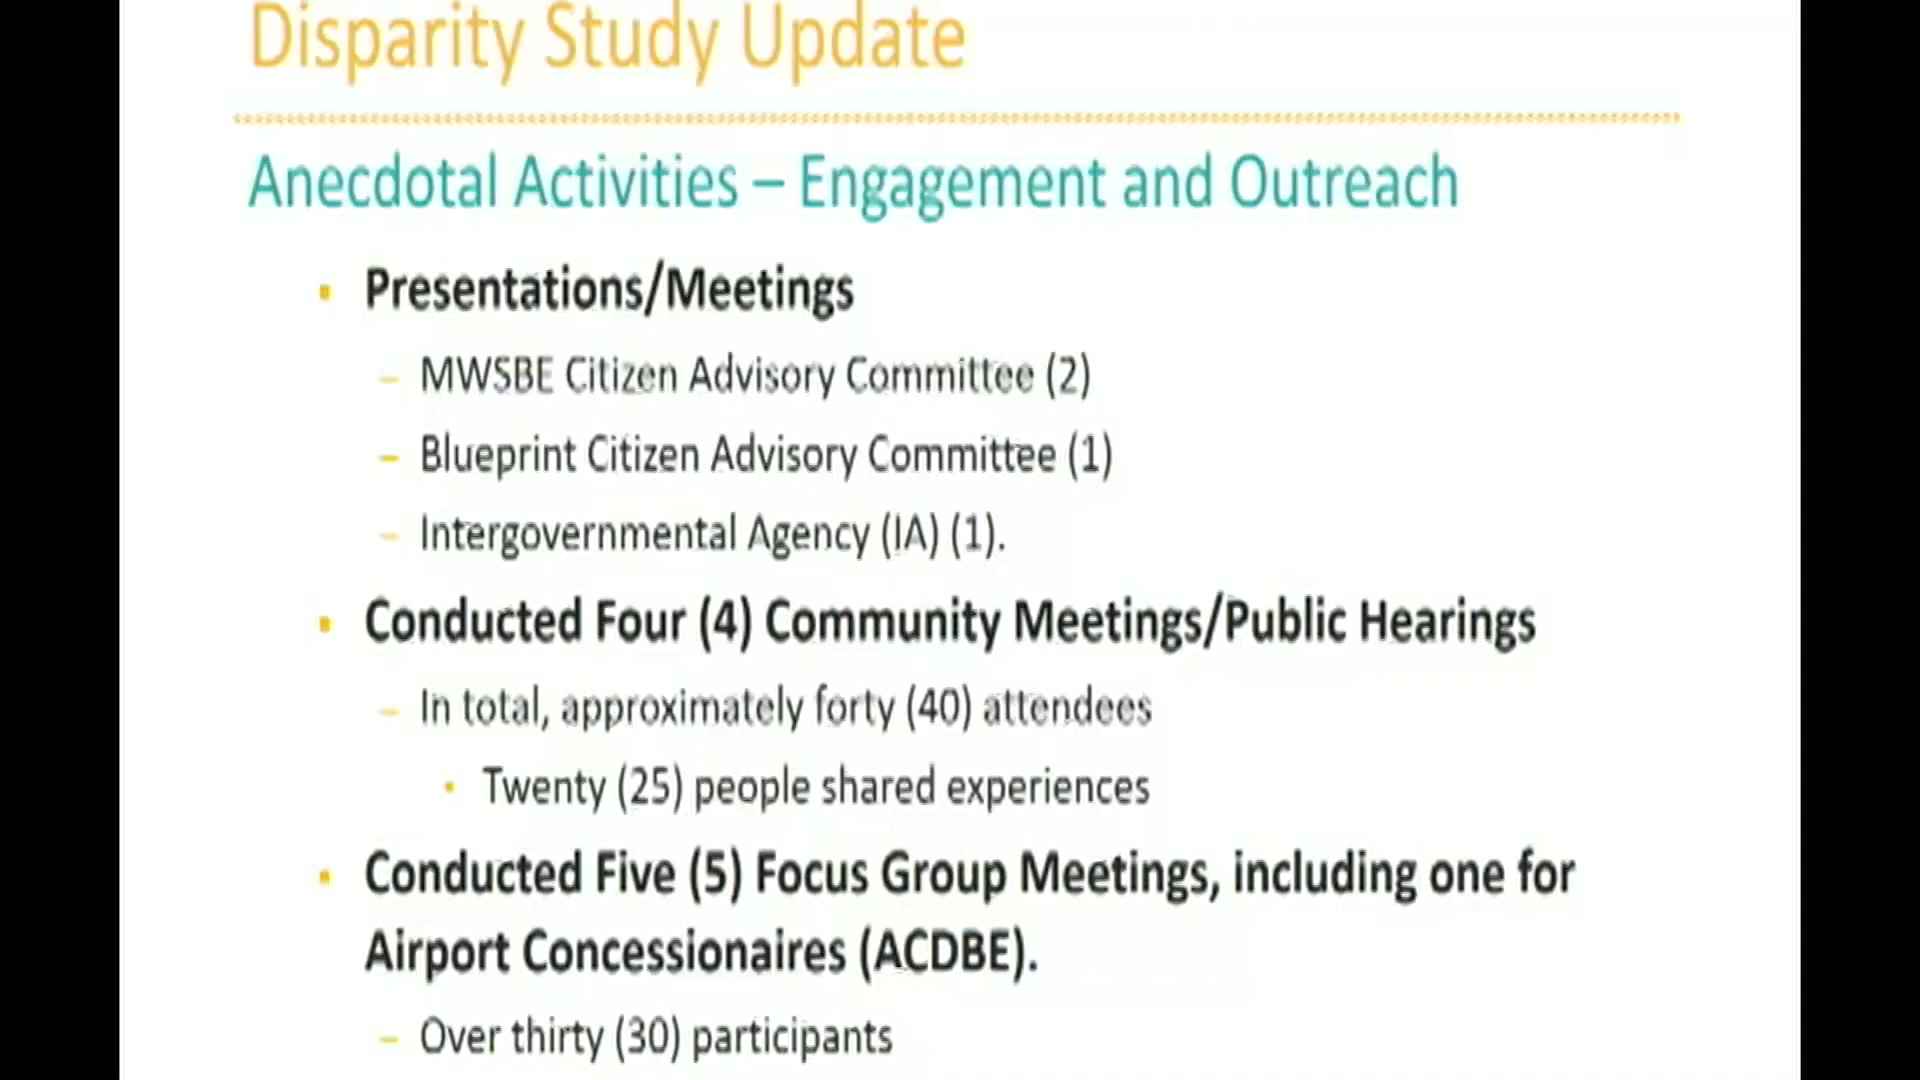 Disparity Study Update
Anecdotal Activities – Engagement and Outreach
▪ Presentations/Meetings
– MWSBE Citizen Advisory Committee (2)
– Blueprint Citizen Advisory Committee (1)
– Intergovernmental Agency (IA) (1).
▪ Conducted Four (4) Community Meetings/Public Hearings
– In total, approximately forty (40) attendees
▪ Twenty (25) people shared experiences
▪ Conducted Five (5) Focus Group Meetings, including one for
Airport Concessionaires (ACDBE).
– Over thirty (30) participants